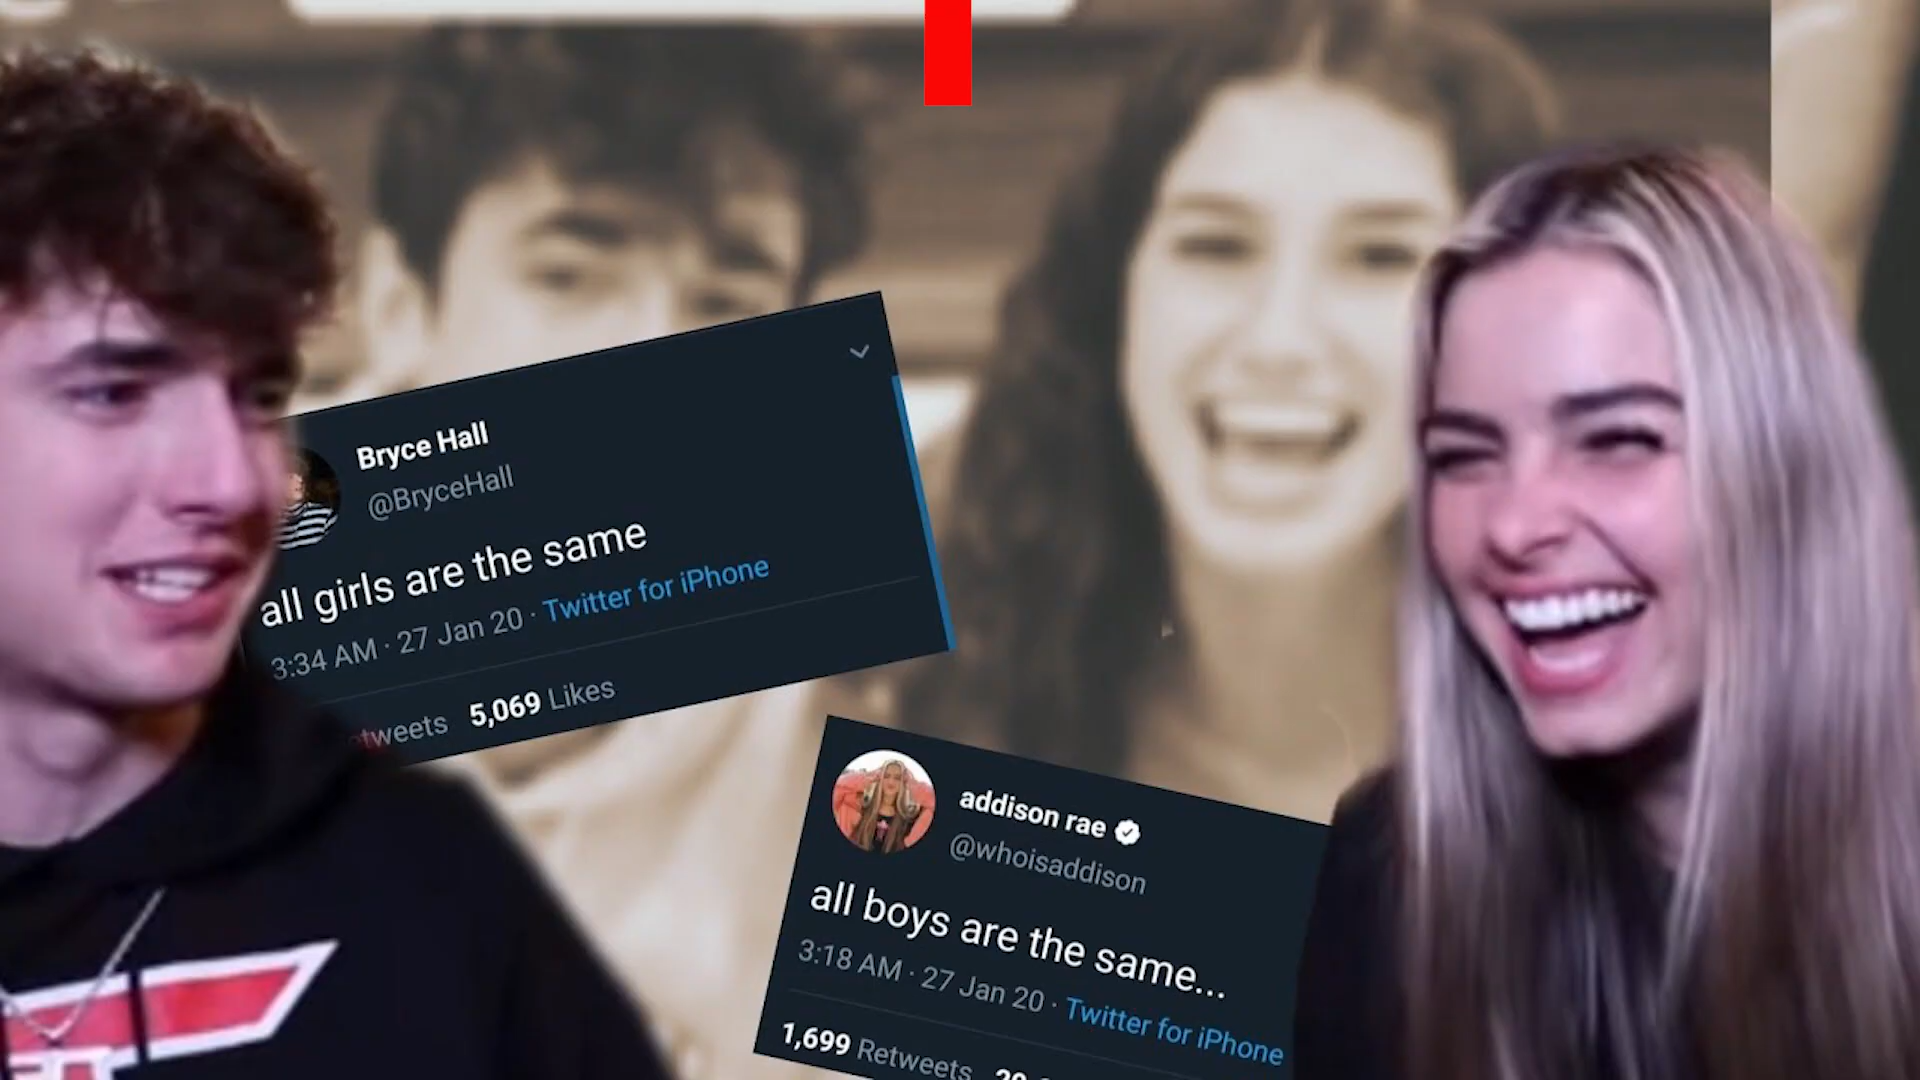 Bryce Hall
@BryceHall
all girls are the same
3:34 AM · 27 Jan 20 · Twitter for iPhone
5,069 Likes
addison rae
@whoisaddison
all boys are the same...
3:18 AM · 27 Jan 20 · Twitter for iPhone
1,699 Retweets